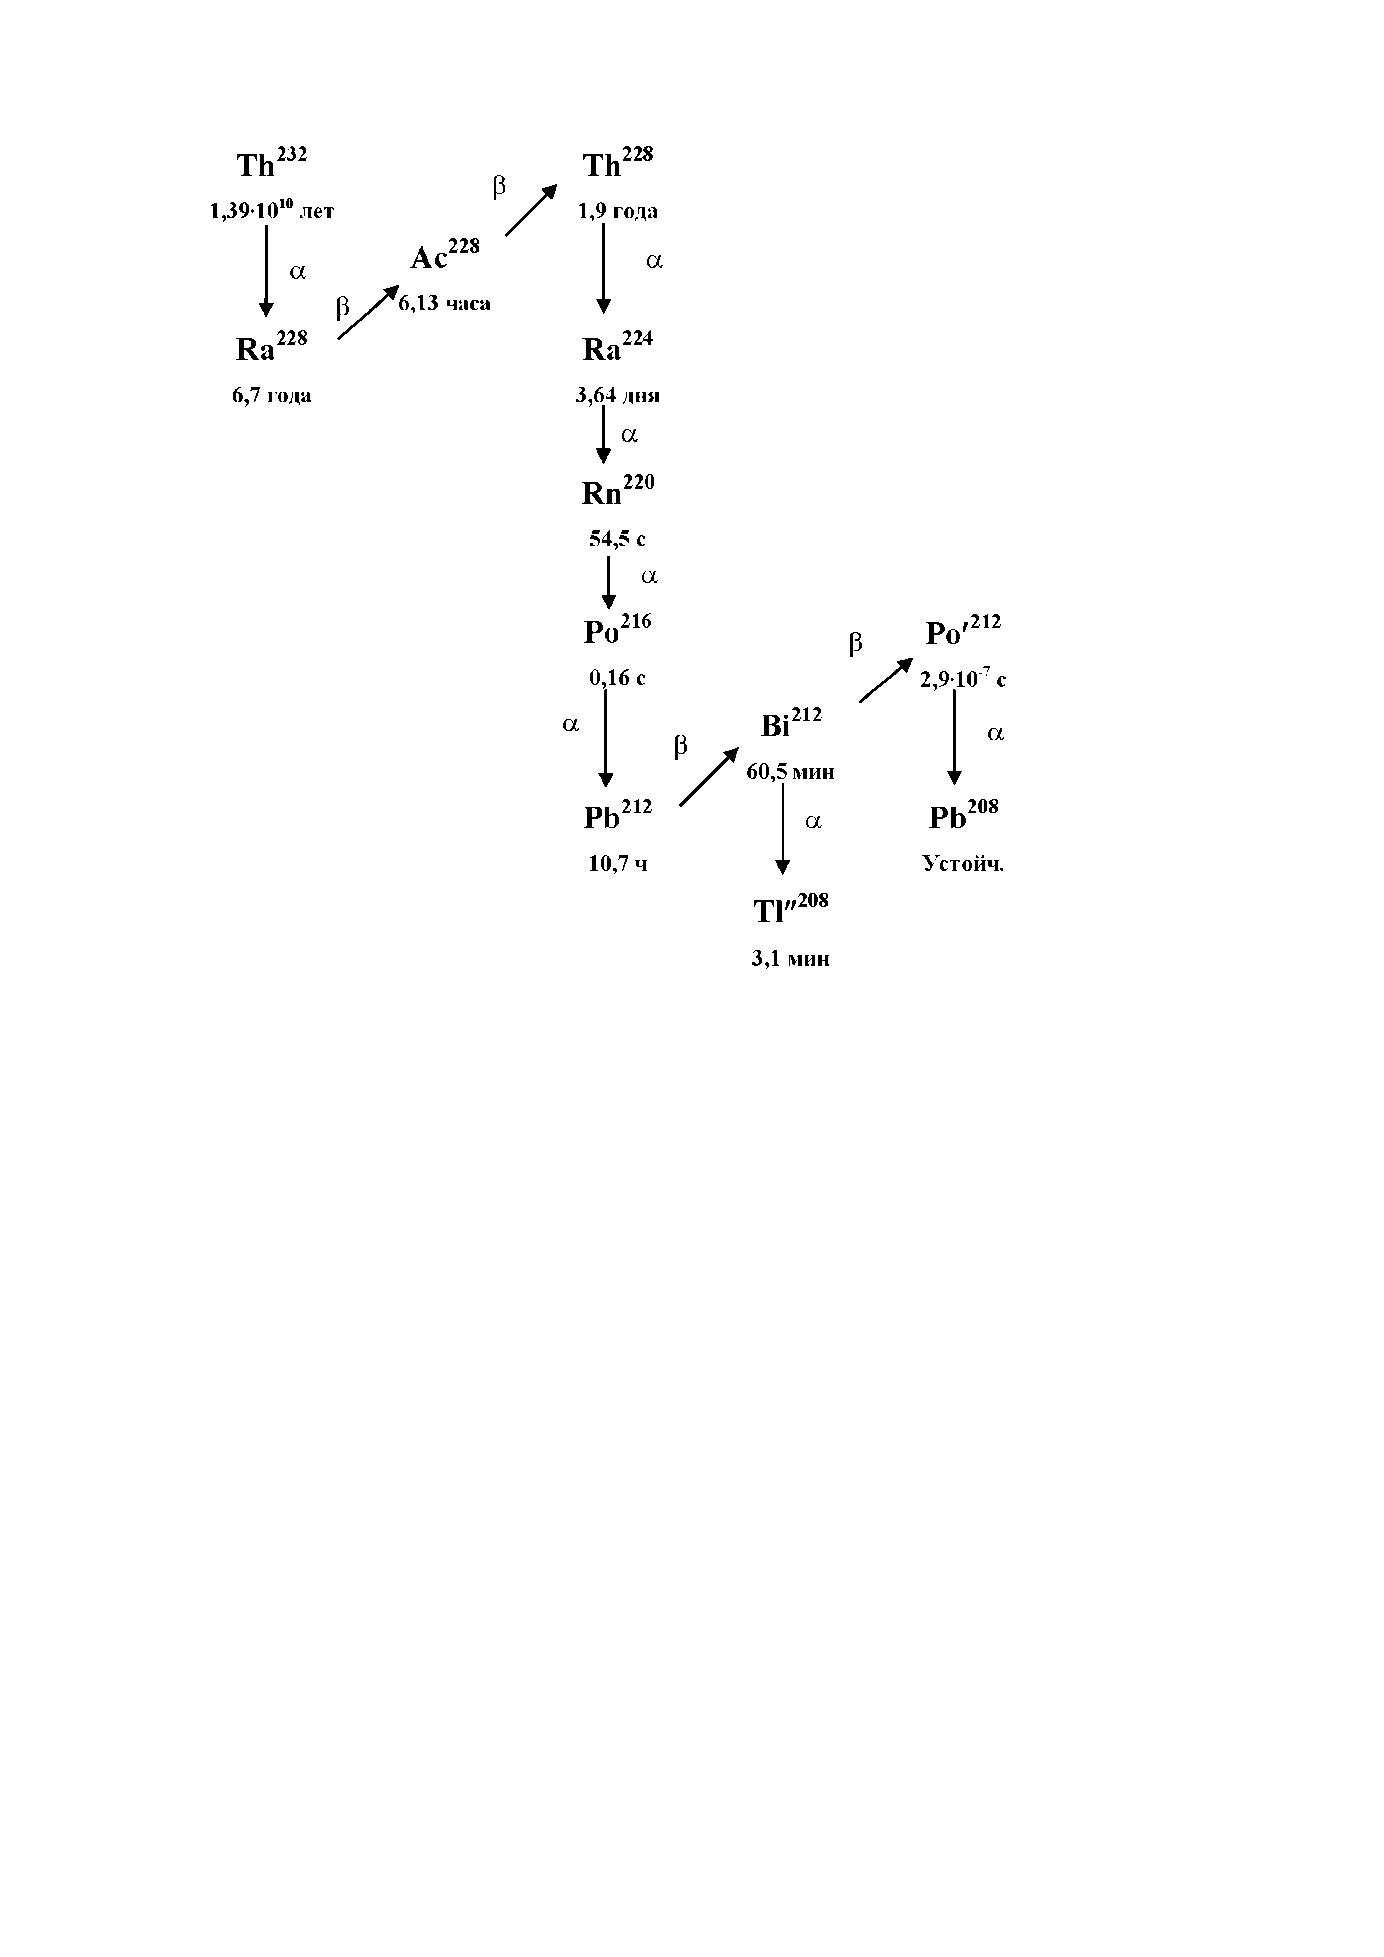 Th²³² Th²²⁸
β
1,39·10¹⁰ лет 1,9 года
Ac²²⁸
α α
β 6,13 часа
Ra²²⁸ Ra²²⁴
6,7 года 3,64 дня
α
Rn²²⁰
54,5 с
α
Po²¹⁶ Po′²¹²
β
0,16 с 2,9·10⁻⁷ с
α Bi²¹² α
β
60,5 мин
Pb²¹² α Pb²⁰⁸
10,7 ч Устойч.
Tl″²⁰⁸
3,1 мин